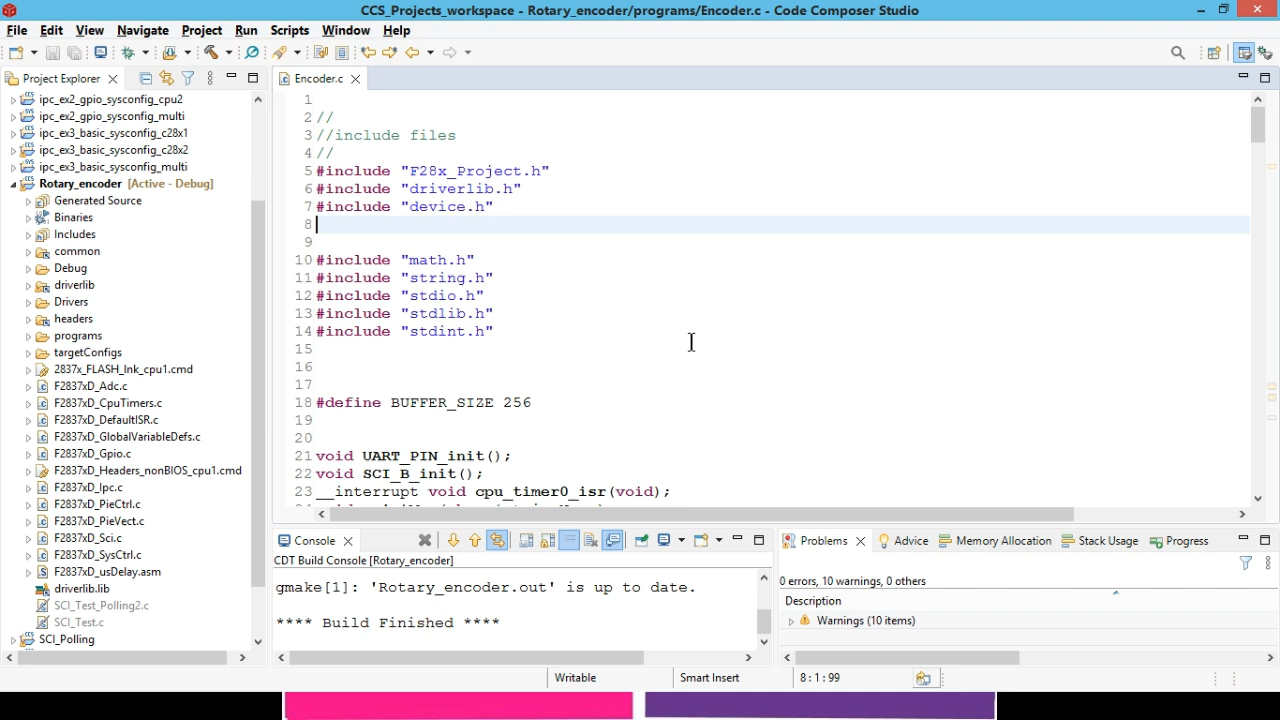 CCS_Projects_workspace - Rotary_encoder/programs/Encoder.c - Code Composer Studio
File Edit View Navigate Project Run Scripts Window Help
Project Explorer
ipc_ex2_gpio_sysconfig_cpu2
ipc_ex2_gpio_sysconfig_multi
ipc_ex3_basic_sysconfig_c28x1
ipc_ex3_basic_sysconfig_c28x2
ipc_ex3_basic_sysconfig_multi
Rotary_encoder [Active - Debug]
Generated Source
Binaries
Includes
common
Debug
driverlib
Drivers
headers
programs
targetConfigs
2837x_FLASH_lnk_cpu1.cmd
F2837xD_Adc.c
F2837xD_CpuTimers.c
F2837xD_DefaultISR.c
F2837xD_GlobalVariableDefs.c
F2837xD_Gpio.c
F2837xD_Headers_nonBIOS_cpu1.cmd
F2837xD_Ipc.c
F2837xD_PieCtrl.c
F2837xD_PieVect.c
F2837xD_Sci.c
F2837xD_SysCtrl.c
F2837xD_usDelay.asm
driverlib.lib
SCI_Test_Polling2.c
SCI_Test.c
SCI_Polling
Encoder.c
1
2 //
3 //include files
4 //
5 #include "F28x_Project.h"
6 #include "driverlib.h"
7 #include "device.h"
8
9
10 #include "math.h"
11 #include "string.h"
12 #include "stdio.h"
13 #include "stdlib.h"
14 #include "stdint.h"
15
16
17
18 #define BUFFER_SIZE 256
19
20
21 void UART_PIN_init();
22 void SCI_B_init();
23 __interrupt void cpu_timer0_isr(void);
Console
CDT Build Console [Rotary_encoder]
gmake[1]: 'Rotary_encoder.out' is up to date.
**** Build Finished ****
Problems Advice Memory Allocation Stack Usage Progress
0 errors, 10 warnings, 0 others
Description
Warnings (10 items)
Writable Smart Insert 8 : 1 : 99